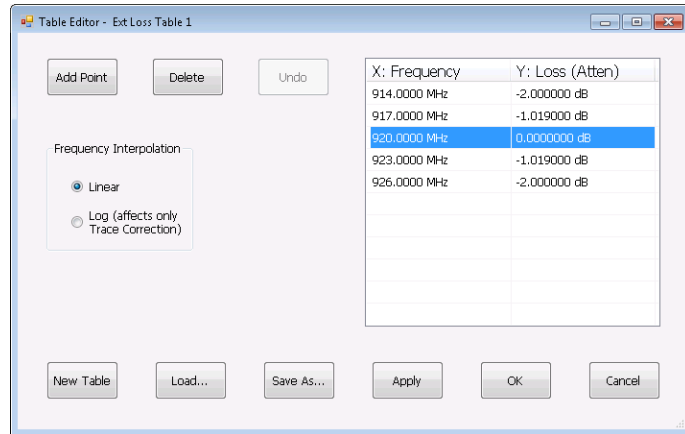 Table Editor - Ext Loss Table 1
Add Point Delete Undo
X: Frequency Y: Loss (Atten)
914.0000 MHz -2.000000 dB
917.0000 MHz -1.019000 dB
920.0000 MHz 0.0000000 dB
923.0000 MHz -1.019000 dB
926.0000 MHz -2.000000 dB
Frequency Interpolation
Linear
Log (affects only
Trace Correction)
New Table Load... Save As... Apply OK Cancel